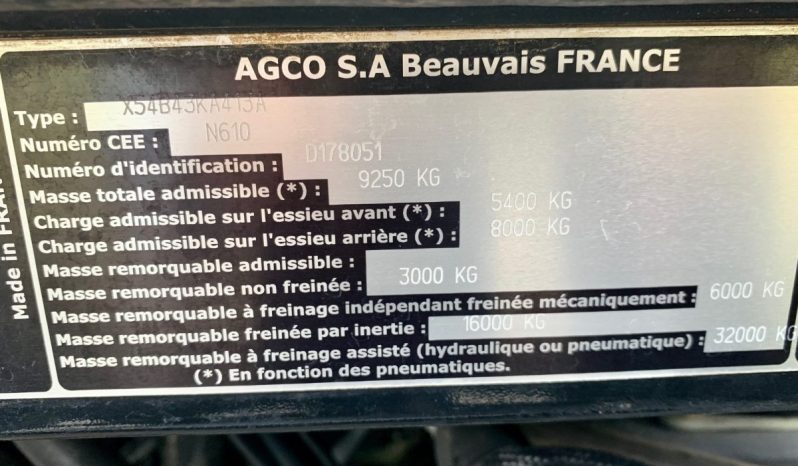 AGCO S.A Beauvais FRANCE
Type : X54B43KA413A
Numéro CEE : N610
Numéro d'identification : D178051
Masse totale admissible (*) : 9250 KG
Charge admissible sur l'essieu avant (*) : 5400 KG
Charge admissible sur l'essieu arrière (*) : 8000 KG
Masse remorquable admissible :
Masse remorquable non freinée : 3000 KG
Masse remorquable à freinage indépendant freinée mécaniquement : 6000 KG
Masse remorquable freinée par inertie : 16000 KG
Masse remorquable à freinage assisté (hydraulique ou pneumatique) : 32000 KG
(*) En fonction des pneumatiques.
Made in FRAN